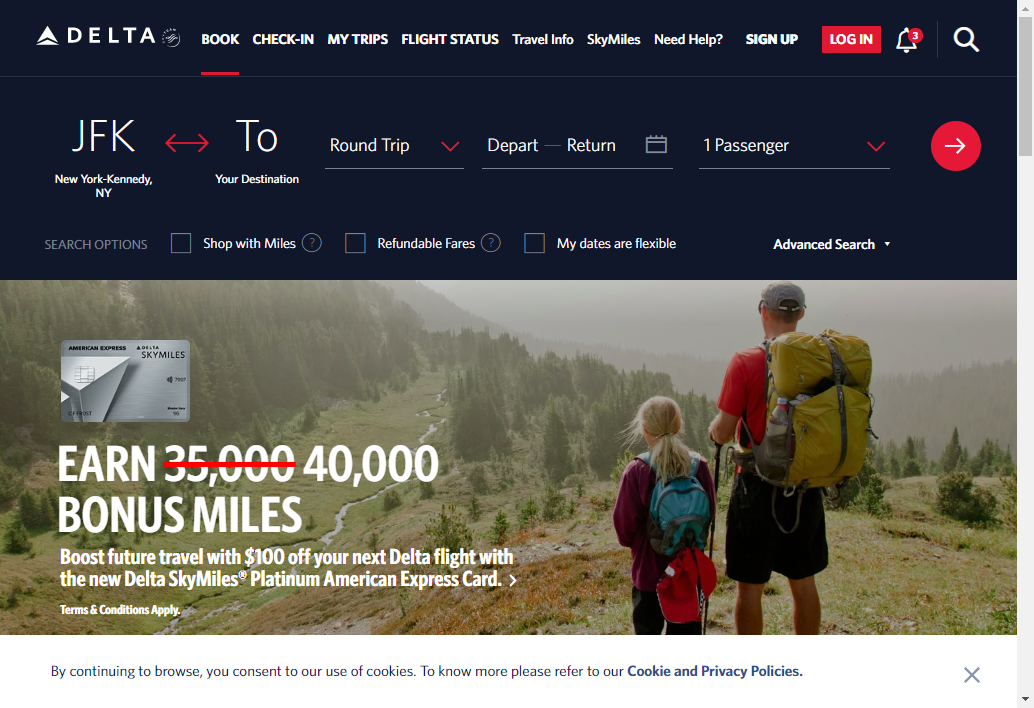 DELTA
BOOK CHECK-IN MY TRIPS FLIGHT STATUS Travel Info SkyMiles Need Help? SIGN UP LOG IN 3
JFK To
Round Trip Depart — Return 1 Passenger
New York-Kennedy,
NY
Your Destination
SEARCH OPTIONS Shop with Miles ? Refundable Fares ? My dates are flexible Advanced Search
AMERICAN EXPRESS DELTA
SKYMILES
C F FROST
95
EARN 35,000 40,000
BONUS MILES
Boost future travel with $100 off your next Delta flight with
the new Delta SkyMiles® Platinum American Express Card.
Terms & Conditions Apply.
By continuing to browse, you consent to our use of cookies. To know more please refer to our Cookie and Privacy Policies.